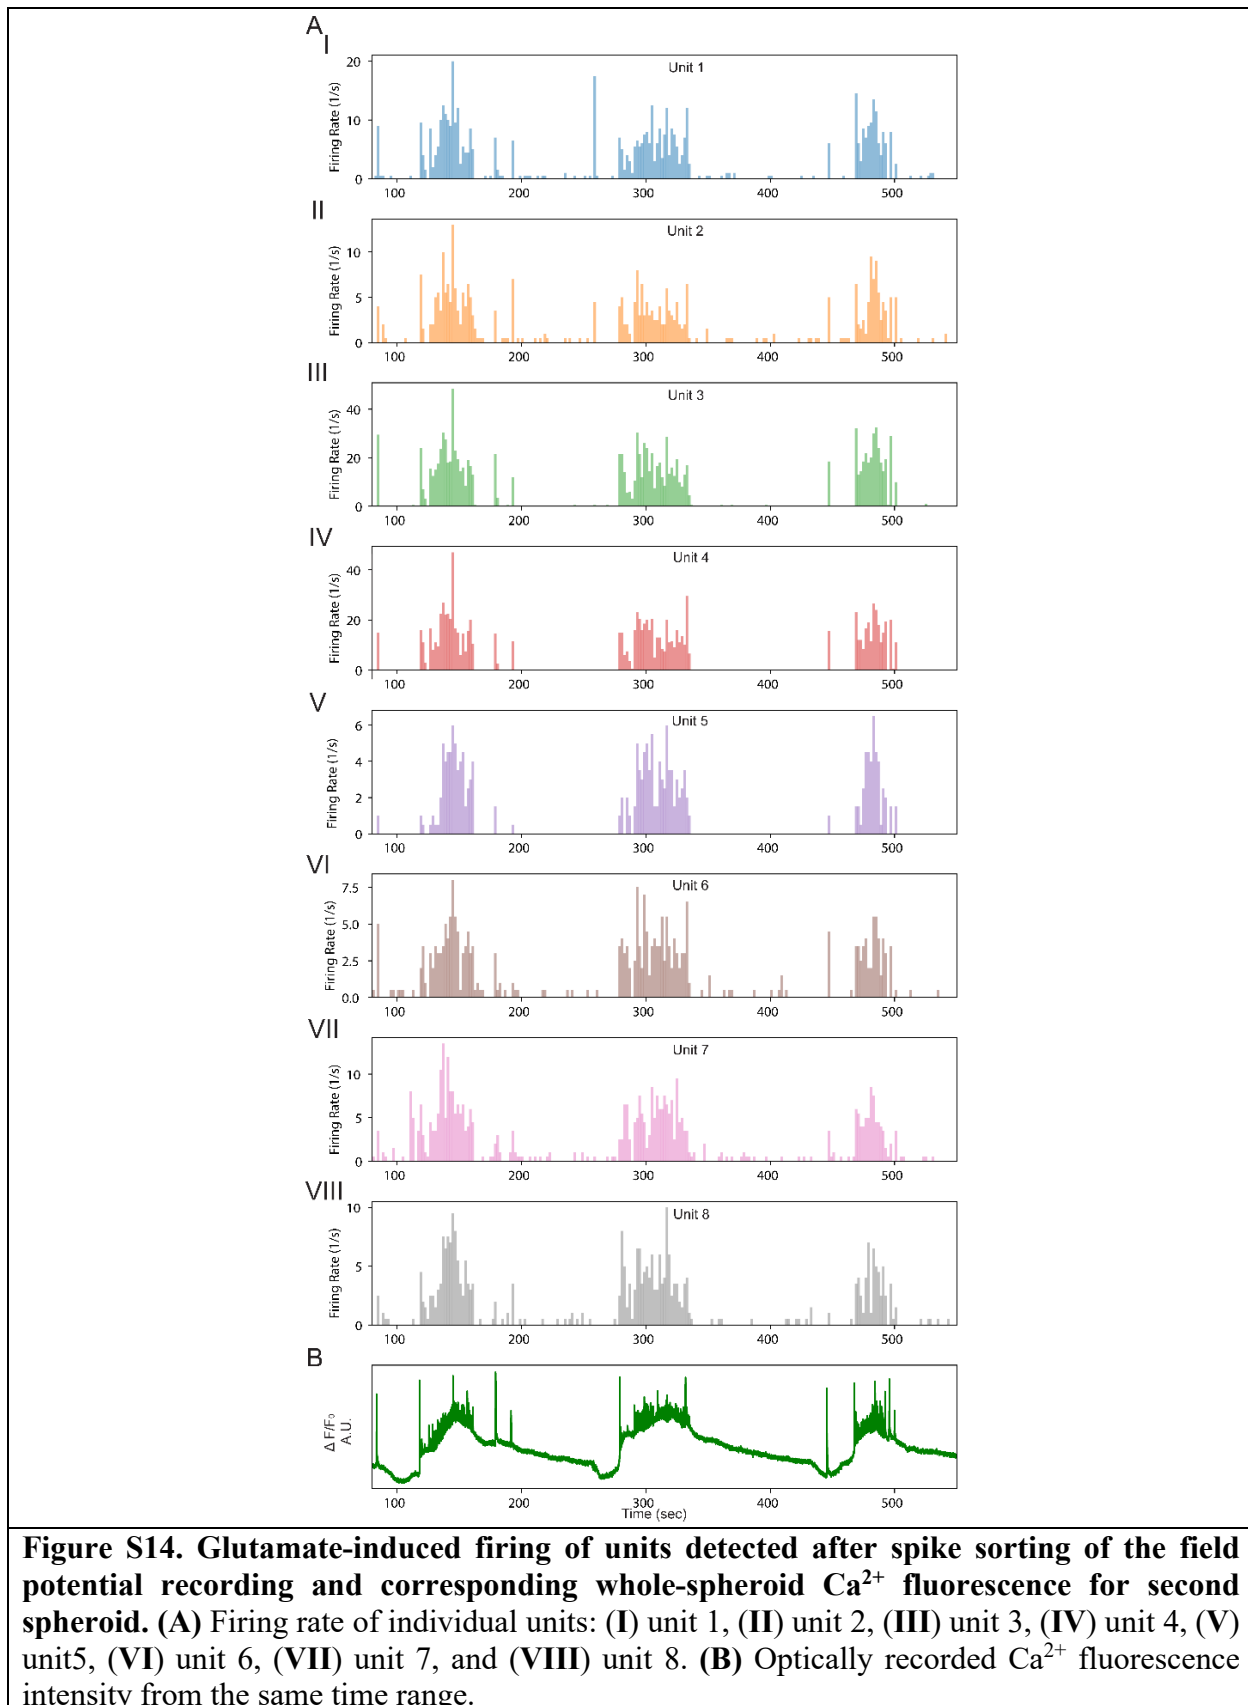 A
I
Unit 1
Firing Rate (1/s)
20
10
0
100 200 300 400 500
II
Unit 2
Firing Rate (1/s)
10
5
0
100 200 300 400 500
III
Unit 3
Firing Rate (1/s)
40
20
0
100 200 300 400 500
IV
Unit 4
Firing Rate (1/s)
40
20
0
100 200 300 400 500
V
Unit 5
Firing Rate (1/s)
6
4
2
0
100 200 300 400 500
VI
Unit 6
Firing Rate (1/s)
7.5
5.0
2.5
0.0
100 200 300 400 500
VII
Unit 7
Firing Rate (1/s)
10
5
0
100 200 300 400 500
VIII
Unit 8
Firing Rate (1/s)
10
5
0
100 200 300 400 500
B
Δ F/F₀
A.U.
100 200 300 400 500
Time (sec)
Figure S14. Glutamate-induced firing of units detected after spike sorting of the field
potential recording and corresponding whole-spheroid Ca²⁺ fluorescence for second
spheroid. (A) Firing rate of individual units: (I) unit 1, (II) unit 2, (III) unit 3, (IV) unit 4, (V)
unit5, (VI) unit 6, (VII) unit 7, and (VIII) unit 8. (B) Optically recorded Ca²⁺ fluorescence
intensity from the same time range.